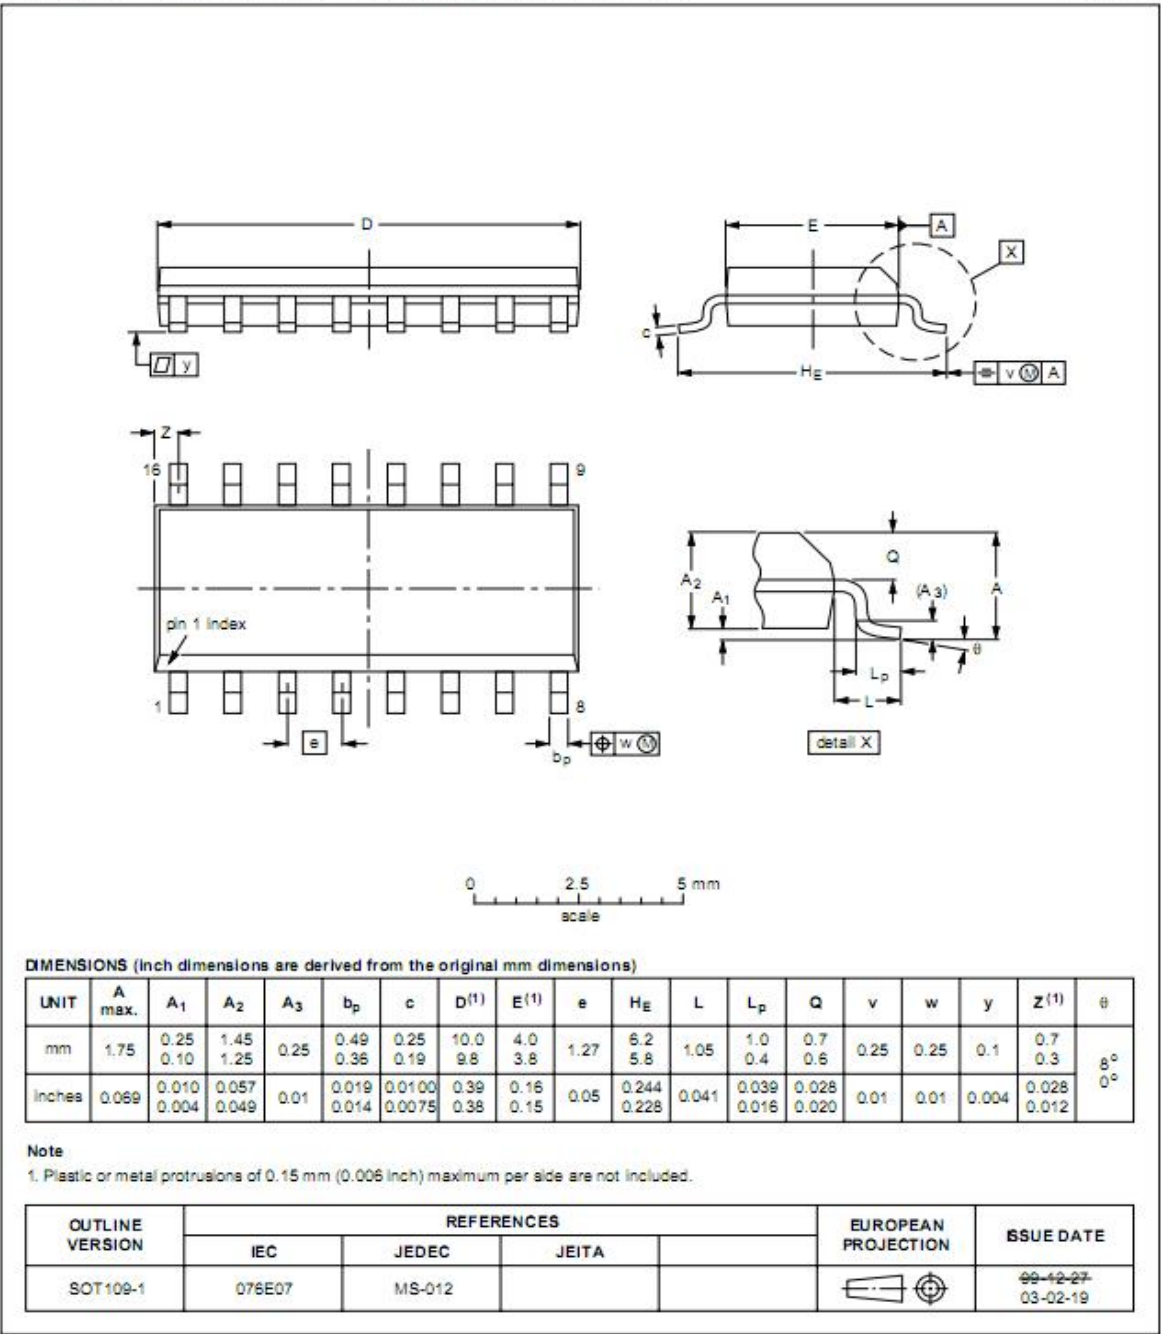 D
E
A
X
c
y
HE
v M A
Z
16
9
Q
A2
A1
(A3)
A
pin 1 index
θ
Lp
L
1
8
e
bp
w M
detail X
0 2.5 5 mm
scale
DIMENSIONS (inch dimensions are derived from the original mm dimensions)
UNIT A max. A1 A2 A3 bp c D(1) E(1) e HE L Lp Q v w y Z(1) θ
mm 1.75 0.25 0.10 1.45 1.25 0.25 0.49 0.36 0.25 0.19 10.0 9.8 4.0 3.8 1.27 6.2 5.8 1.05 1.0 0.4 0.7 0.6 0.25 0.25 0.1 0.7 0.3 8° 0°
inches 0.069 0.010 0.004 0.057 0.049 0.01 0.019 0.014 0.0100 0.0075 0.39 0.38 0.16 0.15 0.05 0.244 0.228 0.041 0.039 0.016 0.028 0.020 0.01 0.01 0.004 0.028 0.012
Note
1. Plastic or metal protrusions of 0.15 mm (0.006 inch) maximum per side are not included.
OUTLINE VERSION REFERENCES EUROPEAN PROJECTION ISSUE DATE
IEC JEDEC JEITA
SOT109-1 076E07 MS-012 99-12-27
03-02-19